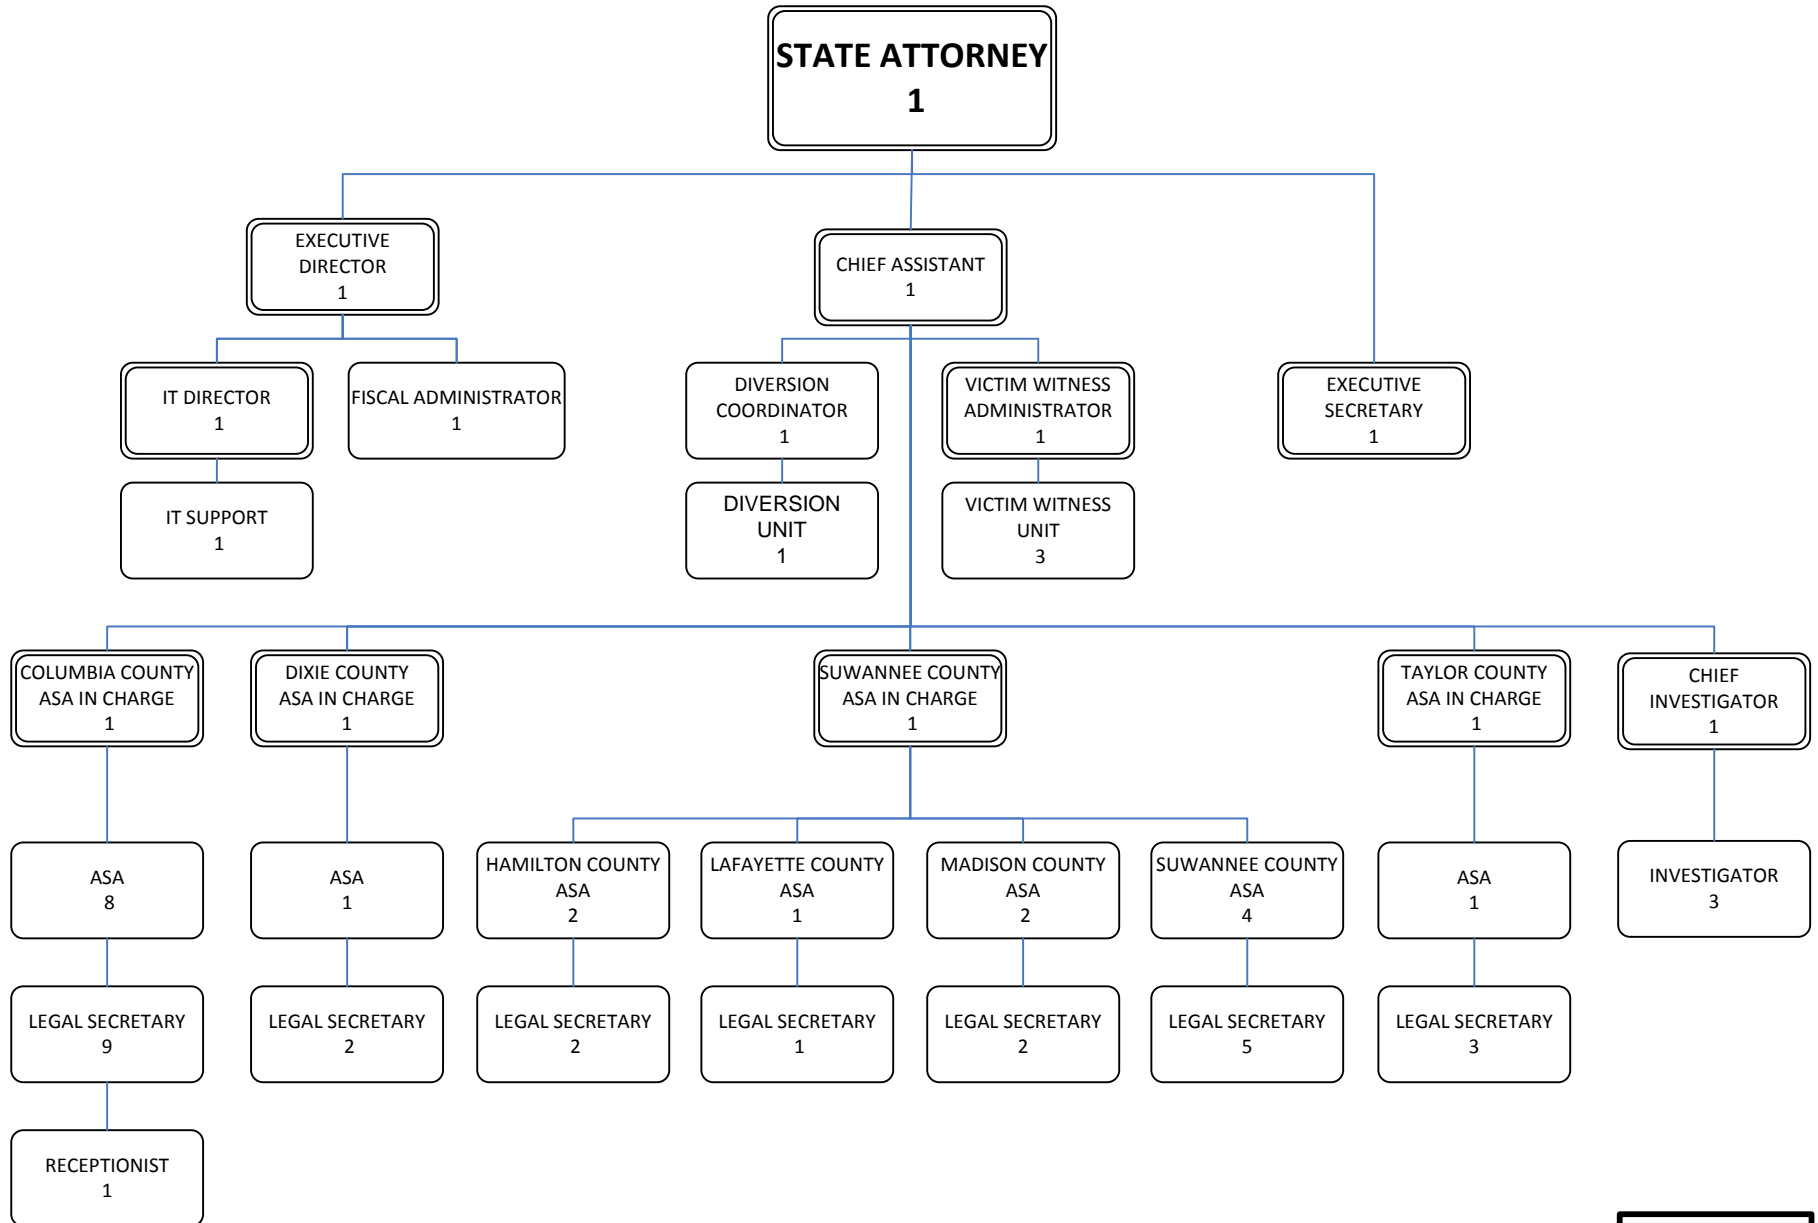 STATE ATTORNEY
1
EXECUTIVE
DIRECTOR
1
CHIEF ASSISTANT
1
IT DIRECTOR
1
FISCAL ADMINISTRATOR
1
DIVERSION
COORDINATOR
1
VICTIM WITNESS
ADMINISTRATOR
1
EXECUTIVE
SECRETARY
1
IT SUPPORT
1
DIVERSION
UNIT
1
VICTIM WITNESS
UNIT
3
COLUMBIA COUNTY
ASA IN CHARGE
1
DIXIE COUNTY
ASA IN CHARGE
1
SUWANNEE COUNTY
ASA IN CHARGE
1
TAYLOR COUNTY
ASA IN CHARGE
1
CHIEF
INVESTIGATOR
1
ASA
8
ASA
1
HAMILTON COUNTY
ASA
2
LAFAYETTE COUNTY
ASA
1
MADISON COUNTY
ASA
2
SUWANNEE COUNTY
ASA
4
ASA
1
INVESTIGATOR
3
LEGAL SECRETARY
9
LEGAL SECRETARY
2
LEGAL SECRETARY
2
LEGAL SECRETARY
1
LEGAL SECRETARY
2
LEGAL SECRETARY
5
LEGAL SECRETARY
3
RECEPTIONIST
1